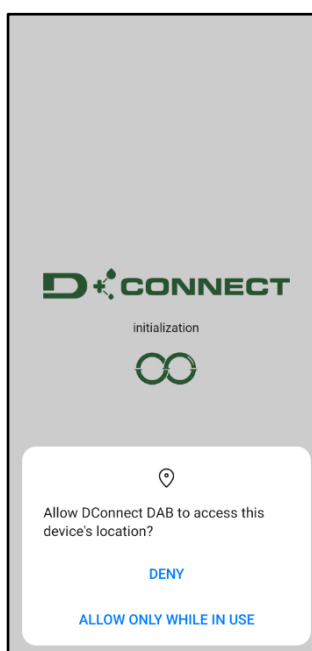 D+CONNECT
initialization
Allow DConnect DAB to access this
device's location?
DENY
ALLOW ONLY WHILE IN USE